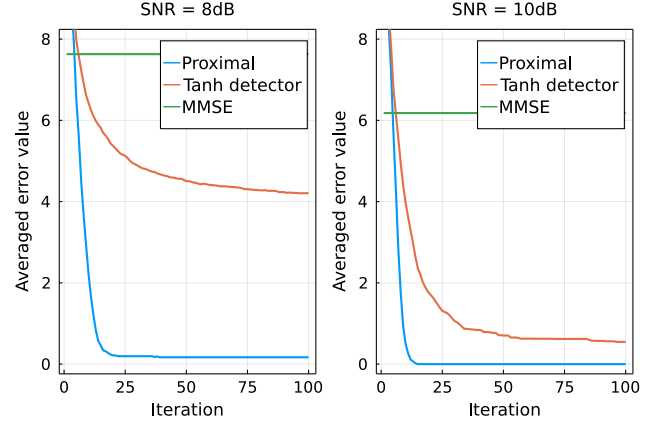 SNR = 8dB
Averaged error value
8
6
4
2
0
Proximal
Tanh detector
MMSE
0 25 50 75 100
Iteration
SNR = 10dB
Averaged error value
8
6
4
2
0
Proximal
Tanh detector
MMSE
0 25 50 75 100
Iteration